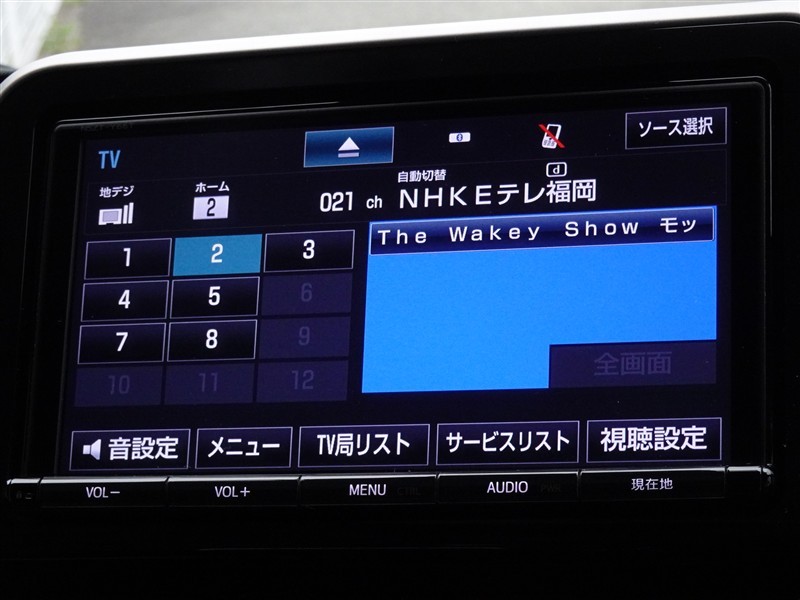 TV
ソース選択
地デジ
ホーム
2
自動切替
d
021 ch NHKEテレ福岡
The Wakey Show モッ
1
2
3
4
5
6
7
8
9
10
11
12
全画面
音設定
メニュー
TV局リスト
サービスリスト
視聴設定
VOL−
VOL+
MENU
AUDIO
現在地